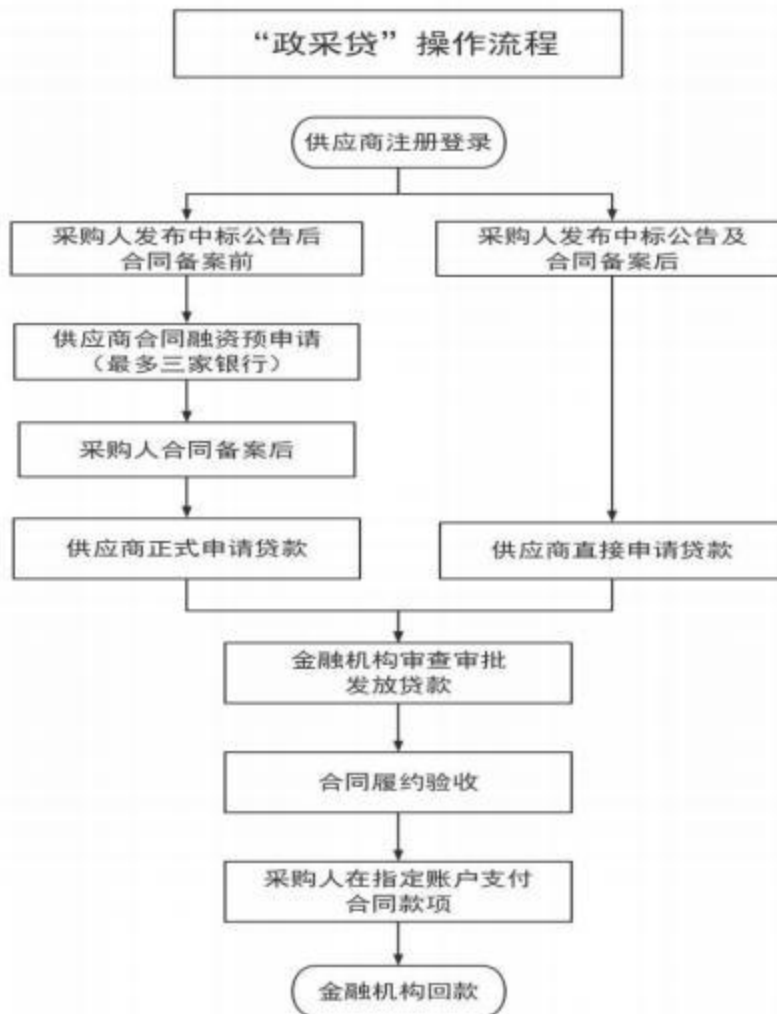 “政采贷”操作流程
供应商注册登录
采购人发布中标公告后
合同备案前
采购人发布中标公告及
合同备案后
供应商合同融资预申请
（最多三家银行）
采购人合同备案后
供应商正式申请贷款
供应商直接申请贷款
金融机构审查审批
发放贷款
合同履约验收
采购人在指定账户支付
合同款项
金融机构回款